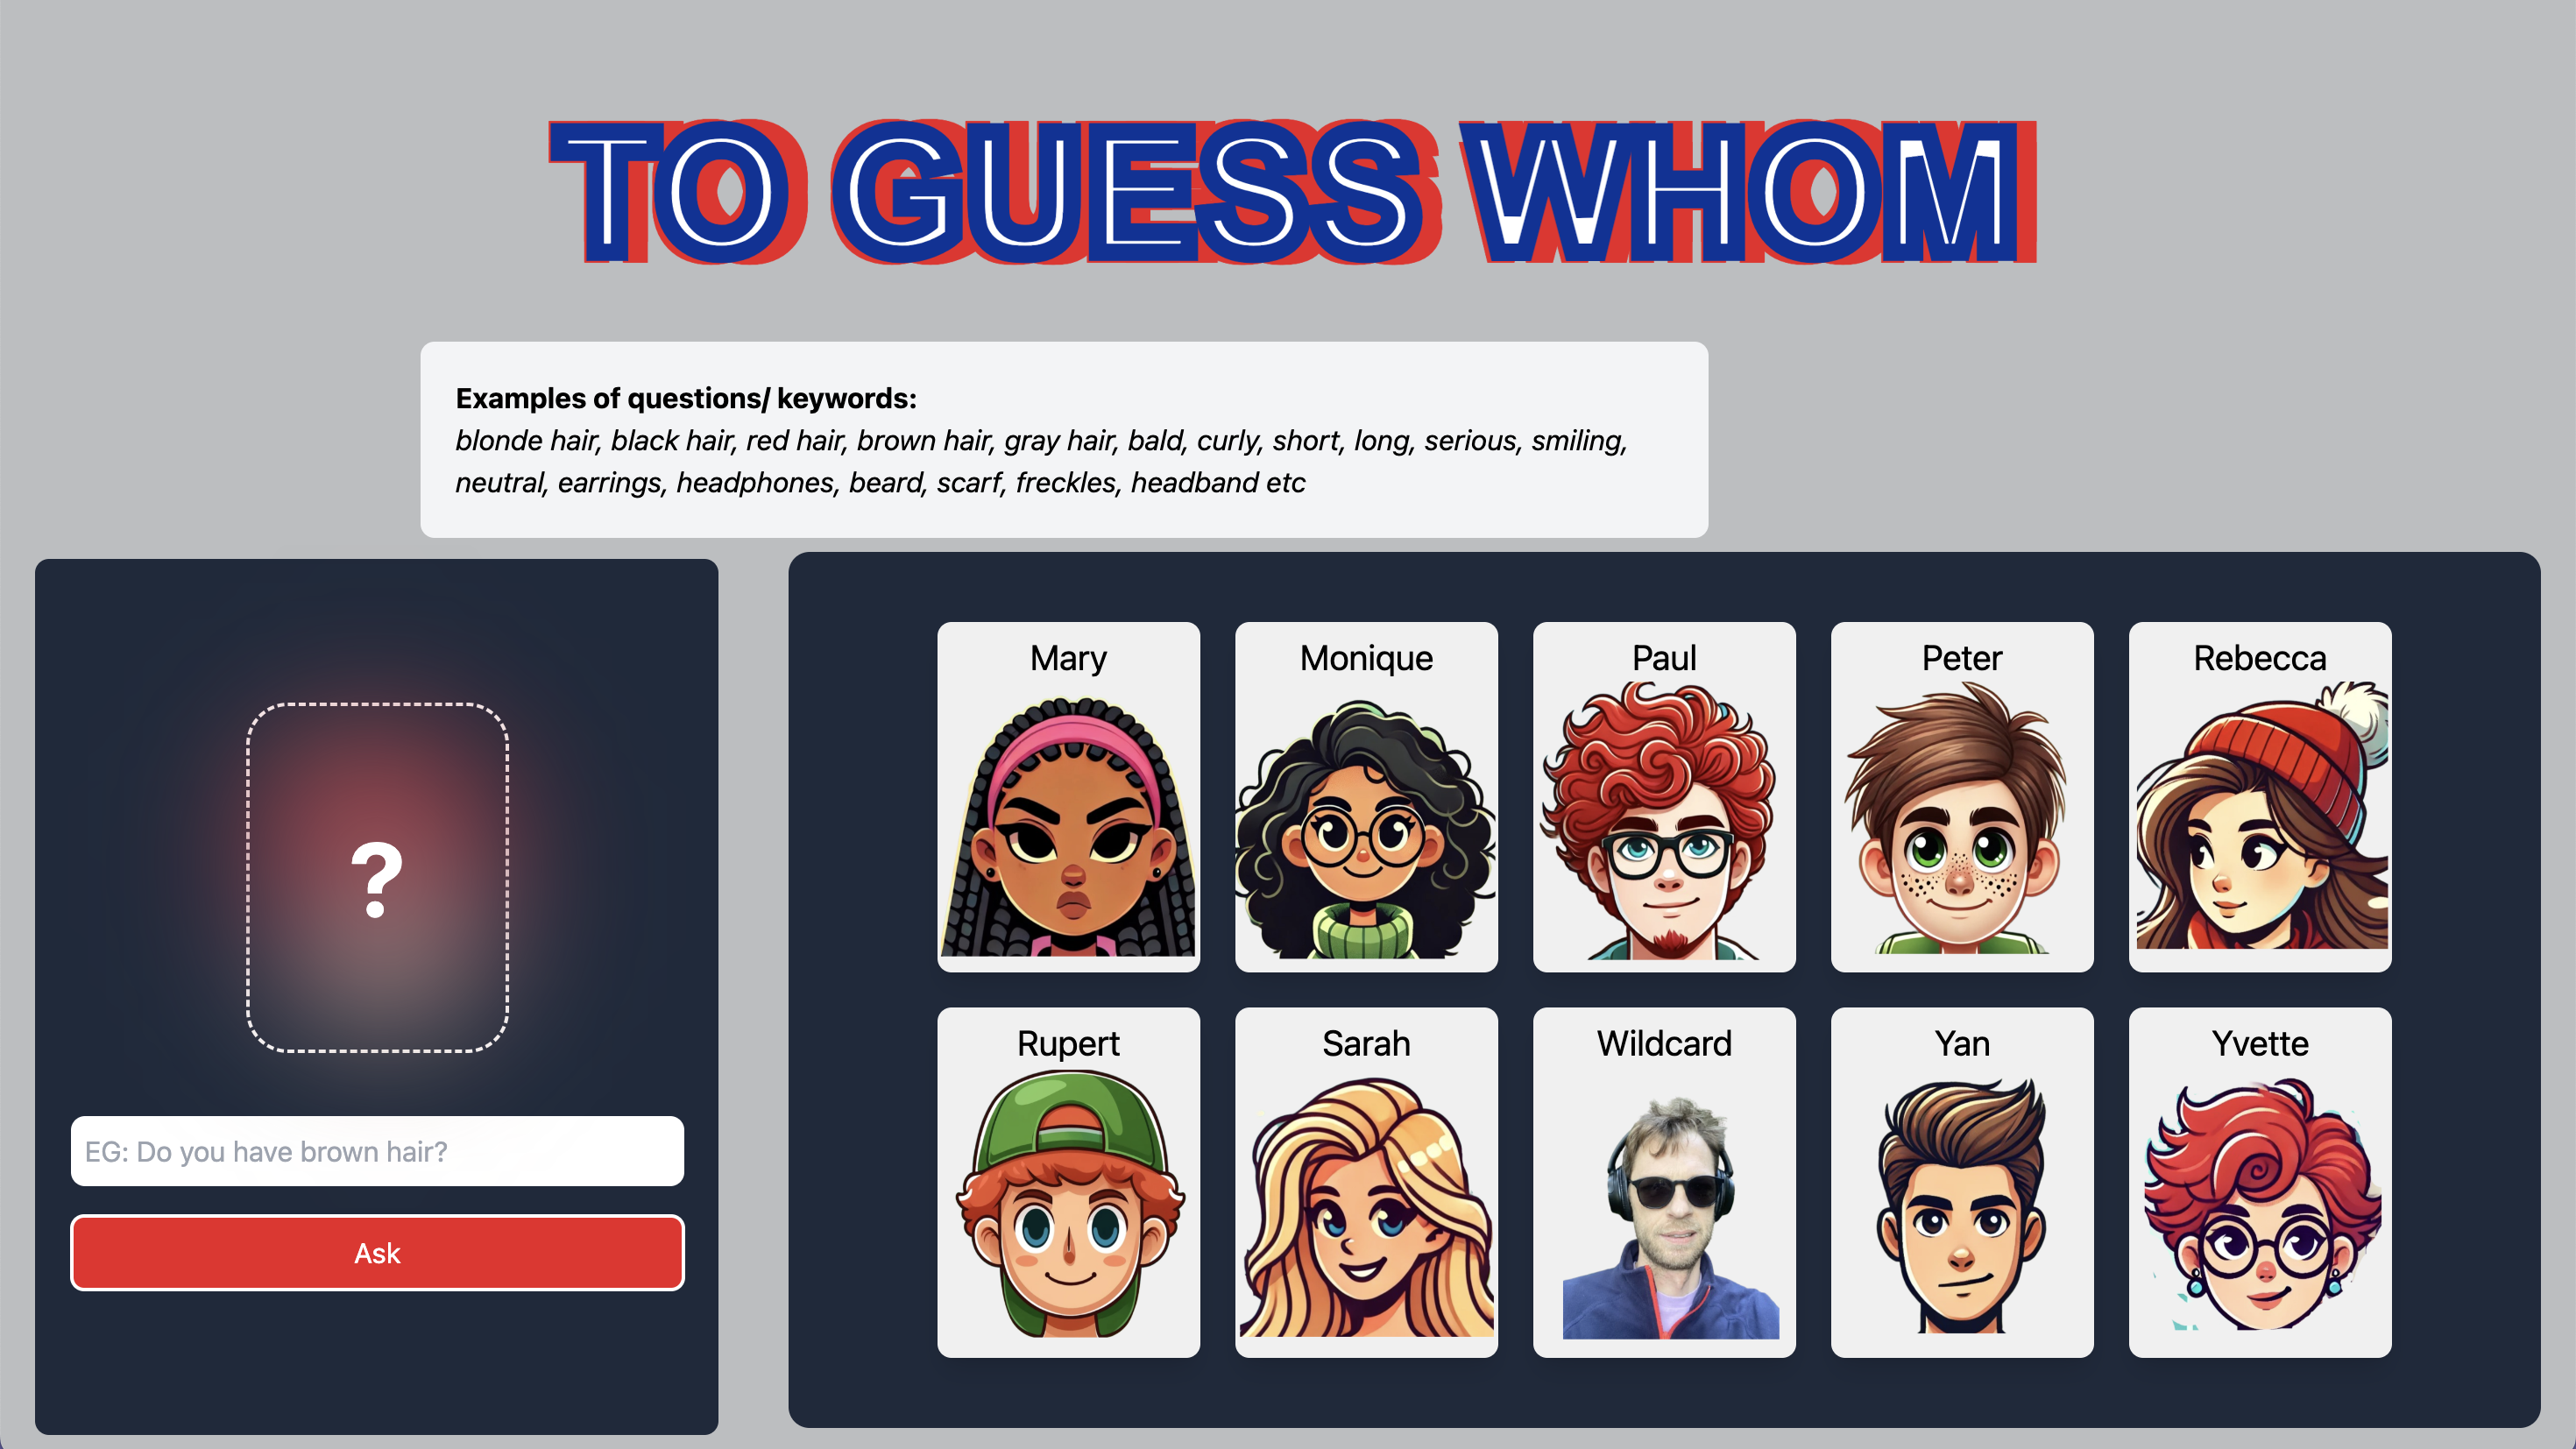 TO GUESS WHOM
Examples of questions/ keywords:
blonde hair, black hair, red hair, brown hair, gray hair, bald, curly, short, long, serious, smiling,
neutral, earrings, headphones, beard, scarf, freckles, headband etc
Mary
Monique
Paul
Peter
Rebecca
?
Rupert
Sarah
Wildcard
Yan
Yvette
EG: Do you have brown hair?
Ask